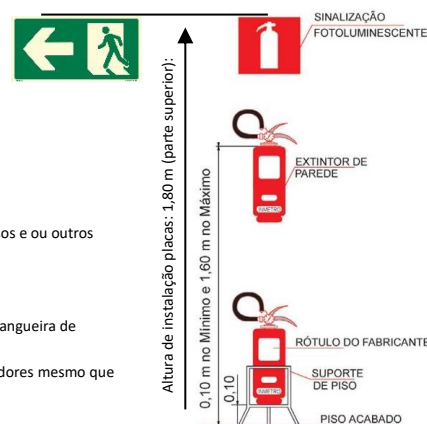 SINALIZAÇÃO
FOTOLUMINESCENTE
Altura de instalação placas: 1,80 m (parte superior):
0,10 m no Mínimo e 1,60 m no Máximo
EXTINTOR DE
PAREDE
INMETRO
os e ou outros
angueira de
dores mesmo que
RÓTULO DO FABRICANTE
INMETRO
SUPORTE
DE PISO
0,10
PISO ACABADO